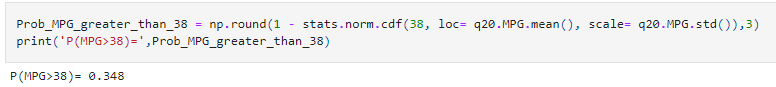 Prob_MPG_greater_than_38 = np.round(1 - stats.norm.cdf(38, loc= q20.MPG.mean(), scale= q20.MPG.std()),3)
print('P(MPG>38)=',Prob_MPG_greater_than_38)
P(MPG>38)= 0.348